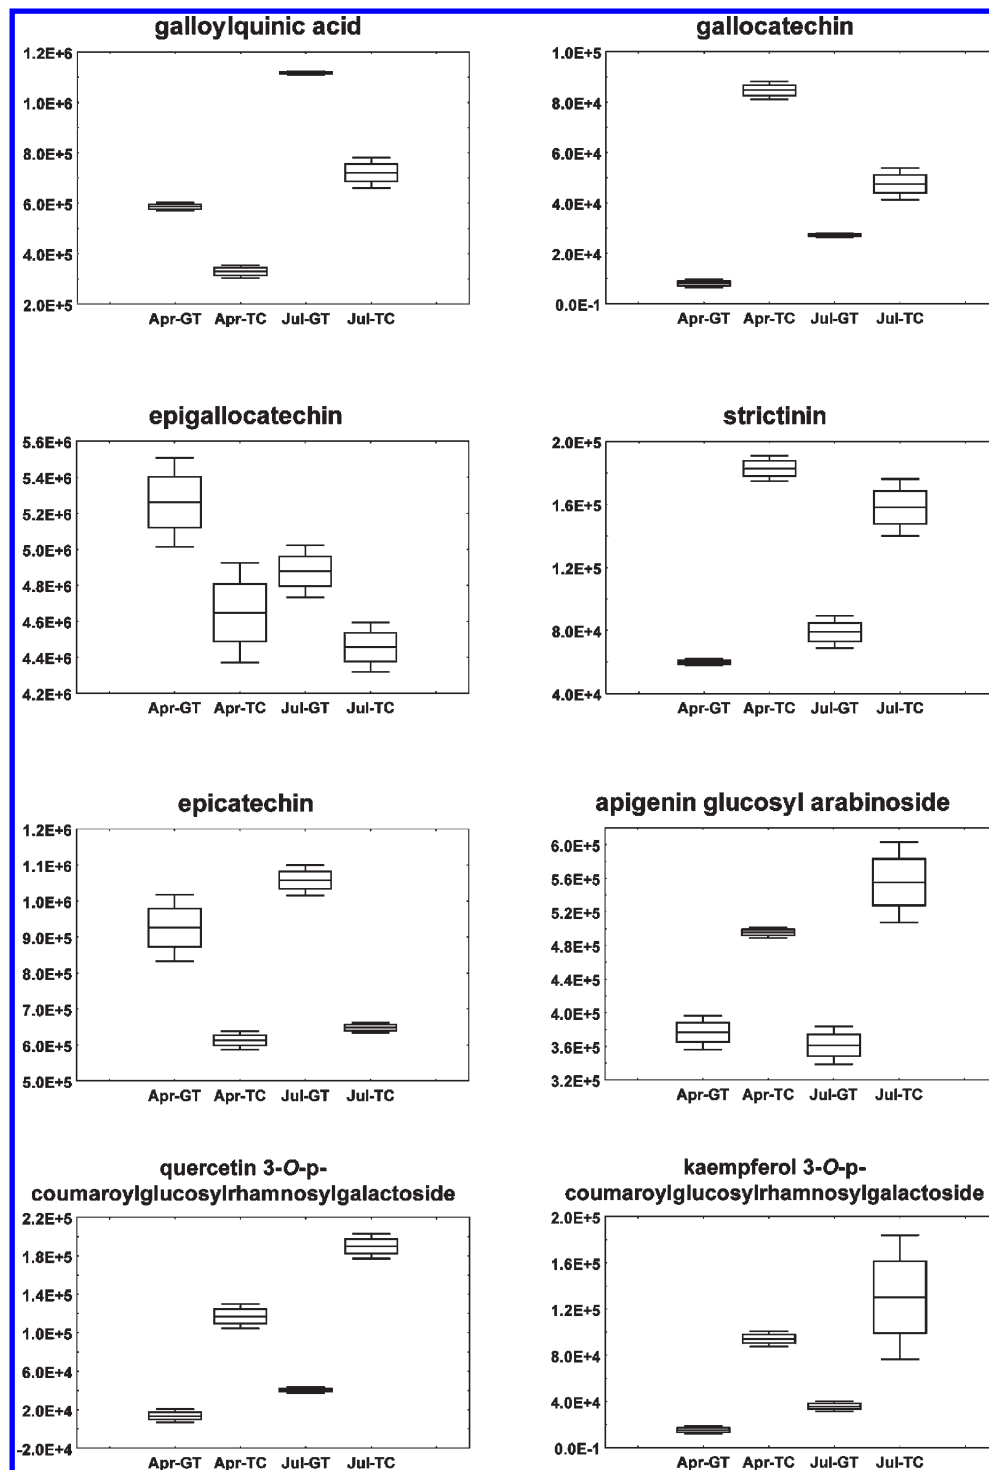 galloylquinic acid
1.2E+6
1.0E+6
8.0E+5
6.0E+5
4.0E+5
2.0E+5
Apr-GT Apr-TC Jul-GT Jul-TC
gallocatechin
1.0E+5
8.0E+4
6.0E+4
4.0E+4
2.0E+4
0.0E-1
Apr-GT Apr-TC Jul-GT Jul-TC
epigallocatechin
5.6E+6
5.4E+6
5.2E+6
5.0E+6
4.8E+6
4.6E+6
4.4E+6
4.2E+6
Apr-GT Apr-TC Jul-GT Jul-TC
strictinin
2.0E+5
1.6E+5
1.2E+5
8.0E+4
4.0E+4
Apr-GT Apr-TC Jul-GT Jul-TC
epicatechin
1.2E+6
1.1E+6
1.0E+6
9.0E+5
8.0E+5
7.0E+5
6.0E+5
5.0E+5
Apr-GT Apr-TC Jul-GT Jul-TC
apigenin glucosyl arabinoside
6.0E+5
5.6E+5
5.2E+5
4.8E+5
4.4E+5
4.0E+5
3.6E+5
3.2E+5
Apr-GT Apr-TC Jul-GT Jul-TC
quercetin 3-O-p-
coumaroylglucosylrhamnosylgalactoside
2.2E+5
1.8E+5
1.4E+5
1.0E+5
6.0E+4
2.0E+4
-2.0E+4
Apr-GT Apr-TC Jul-GT Jul-TC
kaempferol 3-O-p-
coumaroylglucosylrhamnosylgalactoside
2.0E+5
1.6E+5
1.2E+5
8.0E+4
4.0E+4
0.0E-1
Apr-GT Apr-TC Jul-GT Jul-TC